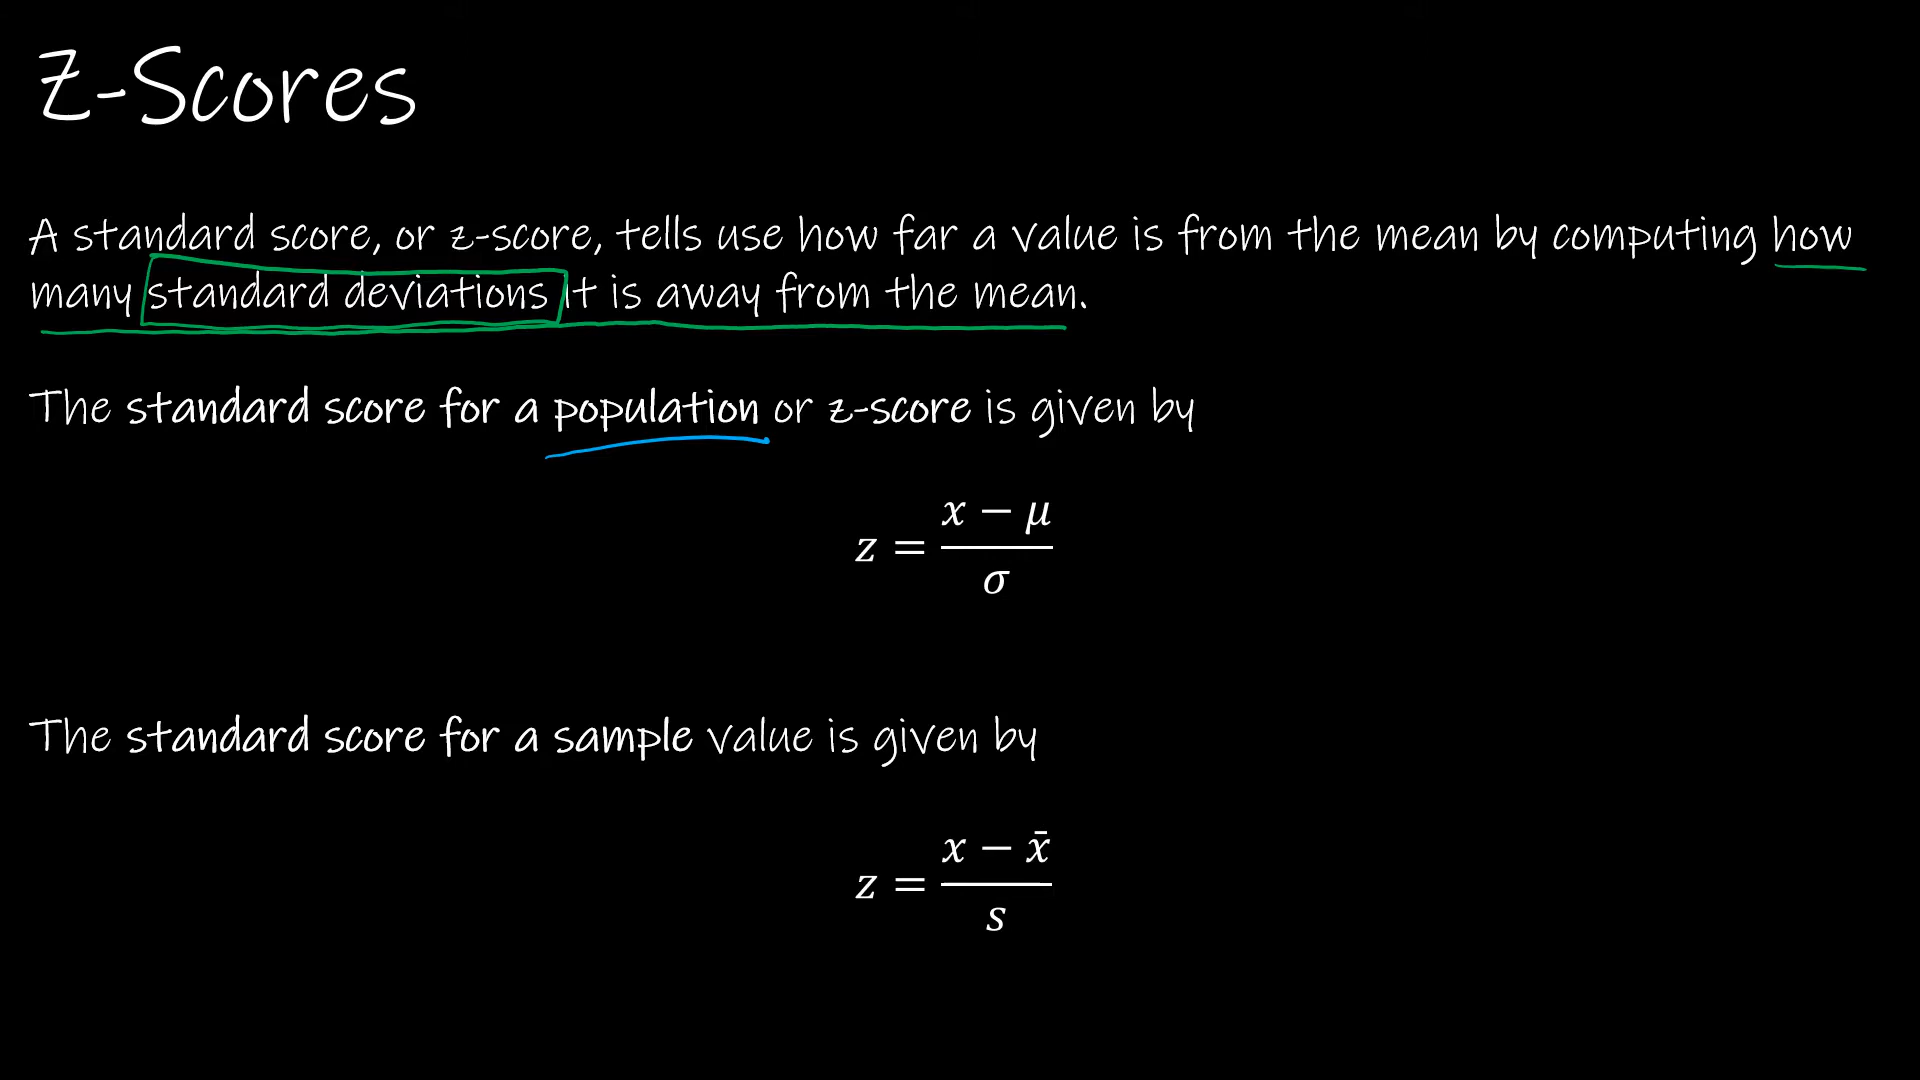 Z-Scores
A standard score, or z-score, tells use how far a value is from the mean by computing how
many standard deviations it is away from the mean.
The standard score for a population or z-score is given by
z = \frac{x - μ}{σ}
The standard score for a sample value is given by
z = \frac{x - x̄}{s}